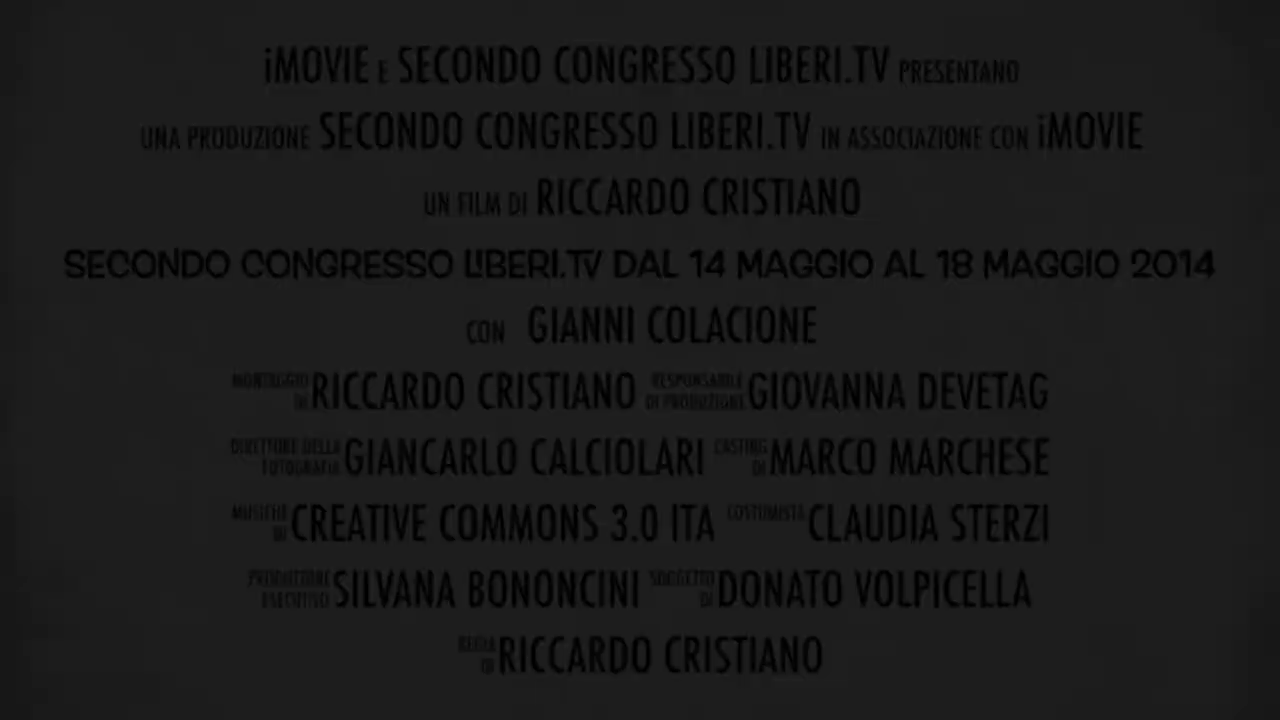 iMOVIE E SECONDO CONGRESSO LIBERI.TV PRESENTANO
UNA PRODUZIONE SECONDO CONGRESSO LIBERI.TV IN ASSOCIAZIONE CON iMOVIE
UN FILM DI RICCARDO CRISTIANO
SECONDO CONGRESSO LIBERI.TV DAL 14 MAGGIO AL 18 MAGGIO 2014
CON GIANNI COLACIONE
MONTAGGIO DI RICCARDO CRISTIANO RESPONSABILE DI PRODUZIONE GIOVANNA DEVETAG
DIRETTORE DELLA FOTOGRAFIA GIANCARLO CALCIOLARI CASTING DI MARCO MARCHESE
MUSICHE DI CREATIVE COMMONS 3.0 ITA COSTUMISTA CLAUDIA STERZI
PRODUTTORE ESECUTIVO SILVANA BONONCINI SOGGETTO DI DONATO VOLPICELLA
REGIA DI RICCARDO CRISTIANO